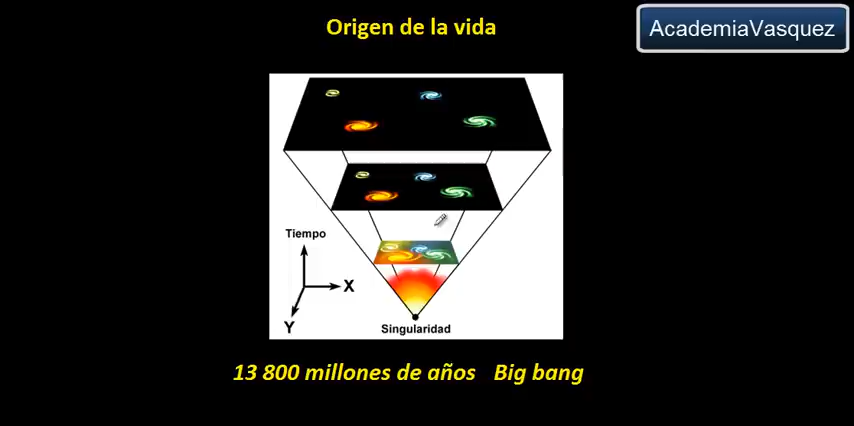 Origen de la vida
AcademiaVasquez
Tiempo
X
Y
Singularidad
13 800 millones de años Big bang